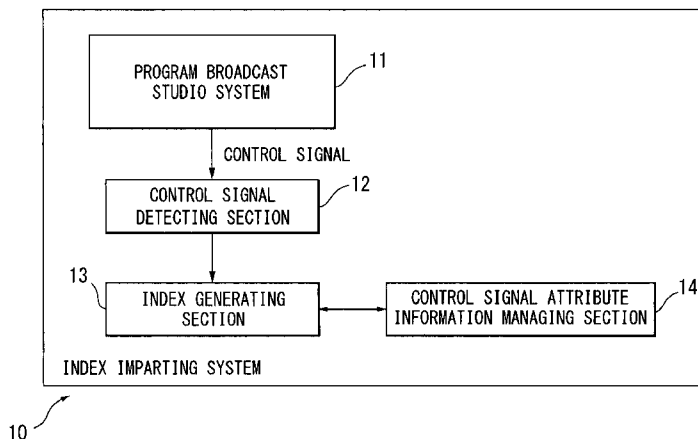 PROGRAM BROADCAST
STUDIO SYSTEM
11
CONTROL SIGNAL
12
CONTROL SIGNAL
DETECTING SECTION
13
INDEX GENERATING
SECTION
CONTROL SIGNAL ATTRIBUTE
INFORMATION MANAGING SECTION
14
INDEX IMPARTING SYSTEM
10